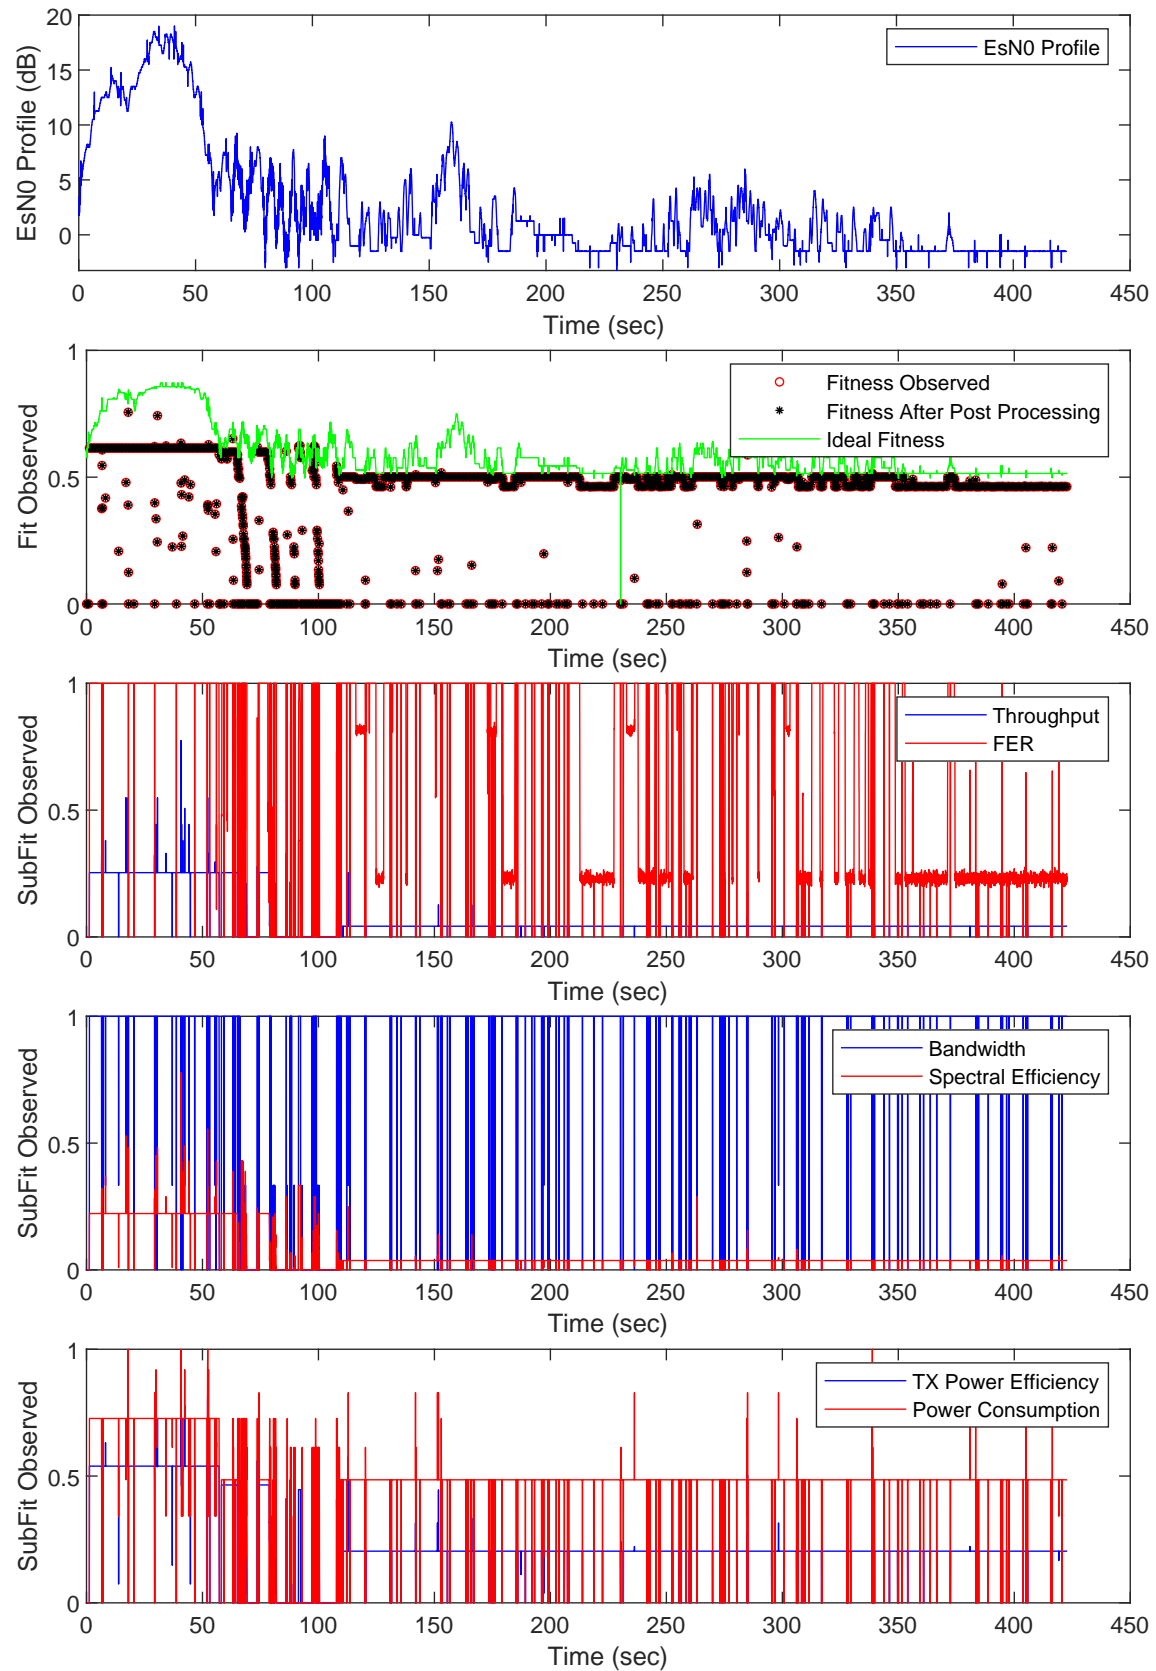 20
15
10
5
0
EsN0 Profile (dB)
EsN0 Profile
0 50 100 150 200 250 300 350 400 450
Time (sec)
1
0.5
0
Fit Observed
Fitness Observed
Fitness After Post Processing
Ideal Fitness
0 50 100 150 200 250 300 350 400 450
Time (sec)
1
0.5
0
SubFit Observed
Throughput
FER
0 50 100 150 200 250 300 350 400 450
Time (sec)
1
0.5
0
SubFit Observed
Bandwidth
Spectral Efficiency
0 50 100 150 200 250 300 350 400 450
Time (sec)
1
0.5
0
SubFit Observed
TX Power Efficiency
Power Consumption
0 50 100 150 200 250 300 350 400 450
Time (sec)